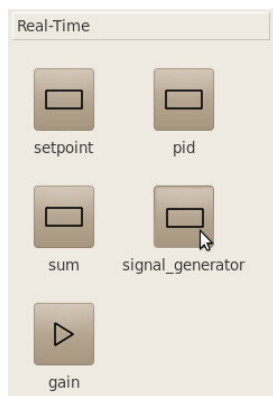 Real-Time
setpoint pid
sum signal_generator
gain